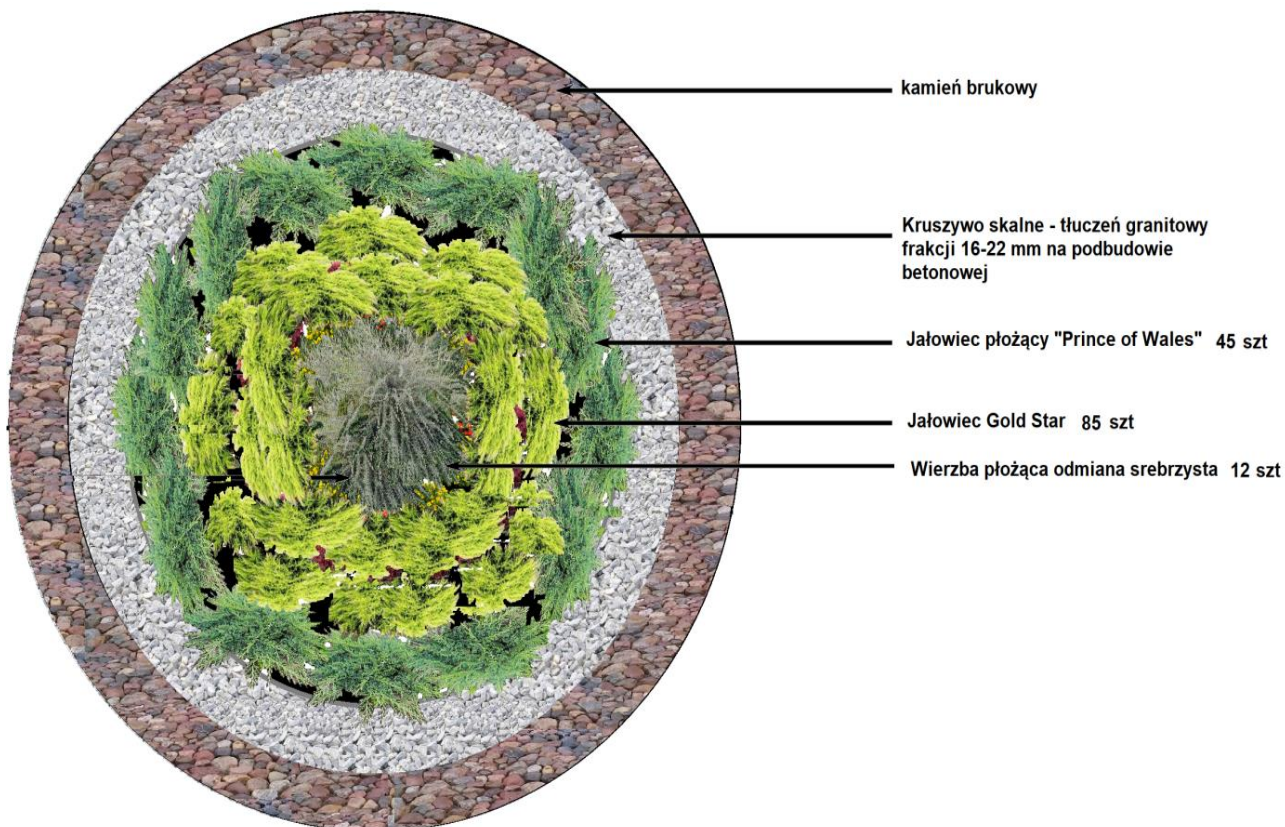 kamień brukowy
Kruszywo skalne - tłuczeń granitowy
frakcji 16-22 mm na podbudowie
betonowej
Jałowiec płożący "Prince of Wales" 45 szt
Jałowiec Gold Star 85 szt
Wierzba płożąca odmiana srebrzysta 12 szt